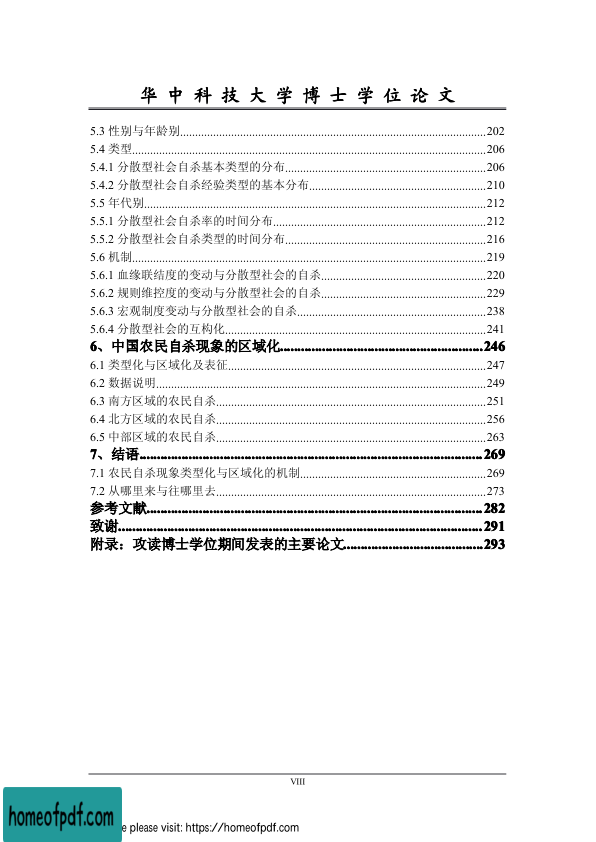 华中科技大学博士学位论文
5.3 性别与年龄别........202
5.4 类型........206
5.4.1 分散型社会自杀基本类型的分布........206
5.4.2 分散型社会自杀经验类型的基本分布........210
5.5 年代别........212
5.5.1 分散型社会自杀率的时间分布........212
5.5.2 分散型社会自杀类型的时间分布........216
5.6 机制........219
5.6.1 血缘联结度的变动与分散型社会的自杀........220
5.6.2 规则维控度的变动与分散型社会的自杀........229
5.6.3 宏观制度变动与分散型社会的自杀........238
5.6.4 分散型社会的互构化........241
6、中国农民自杀现象的区域化........246
6.1 类型化与区域化及表征........247
6.2 数据说明........249
6.3 南方区域的农民自杀........251
6.4 北方区域的农民自杀........256
6.5 中部区域的农民自杀........263
7、结语........269
7.1 农民自杀现象类型化与区域化的机制........269
7.2 从哪里来与往哪里去........273
参考文献........282
致谢........291
附录：攻读博士学位期间发表的主要论文........293
VIII
homeofpdf.com
e please visit: https://homeofpdf.com